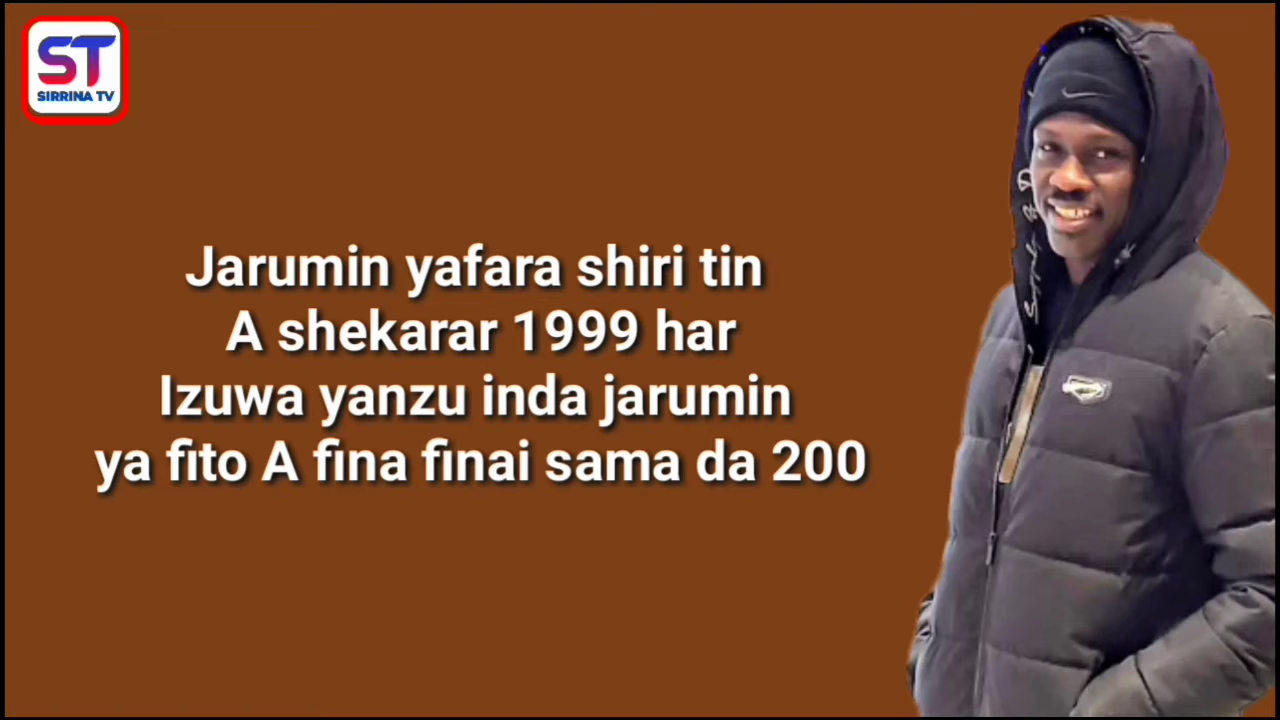 ST
SIRRINA TV
Jarumin yafara shiri tin
A shekarar 1999 har
Izuwa yanzu inda jarumin
ya fito A fina finai sama da 200